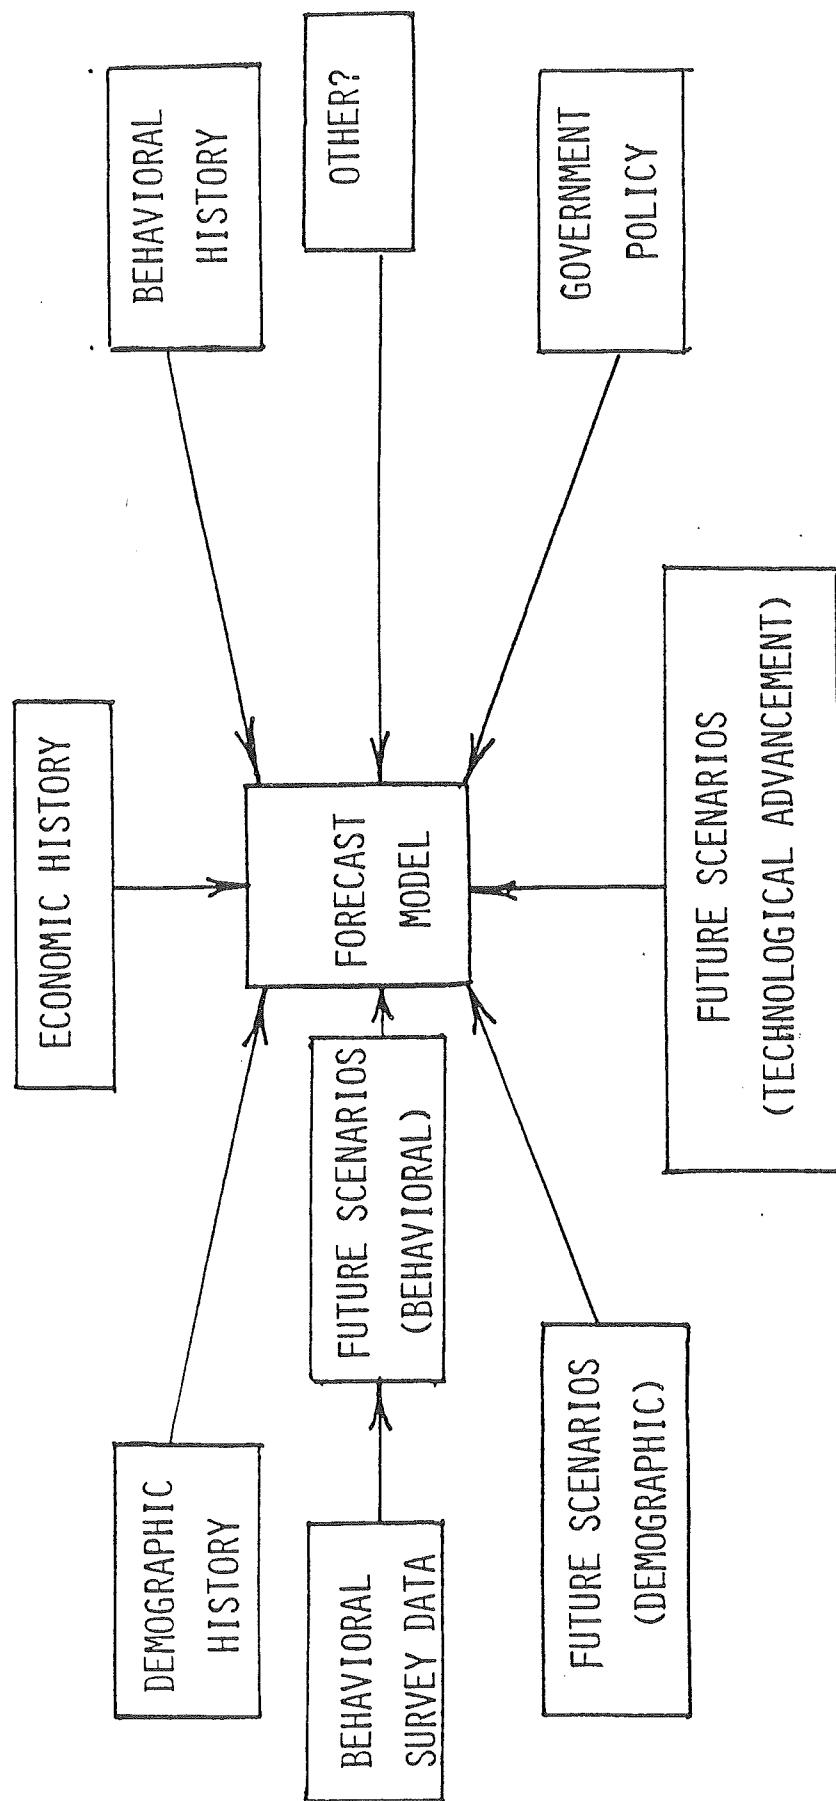 ECONOMIC HISTORY
DEMOGRAPHIC
HISTORY
BEHAVIORAL
HISTORY
BEHAVIORAL
SURVEY DATA
FUTURE SCENARIOS
(BEHAVIORAL)
FORECAST
MODEL
OTHER?
FUTURE SCENARIOS
(DEMOGRAPHIC)
FUTURE SCENARIOS
(TECHNOLOGICAL ADVANCEMENT)
GOVERNMENT
POLICY